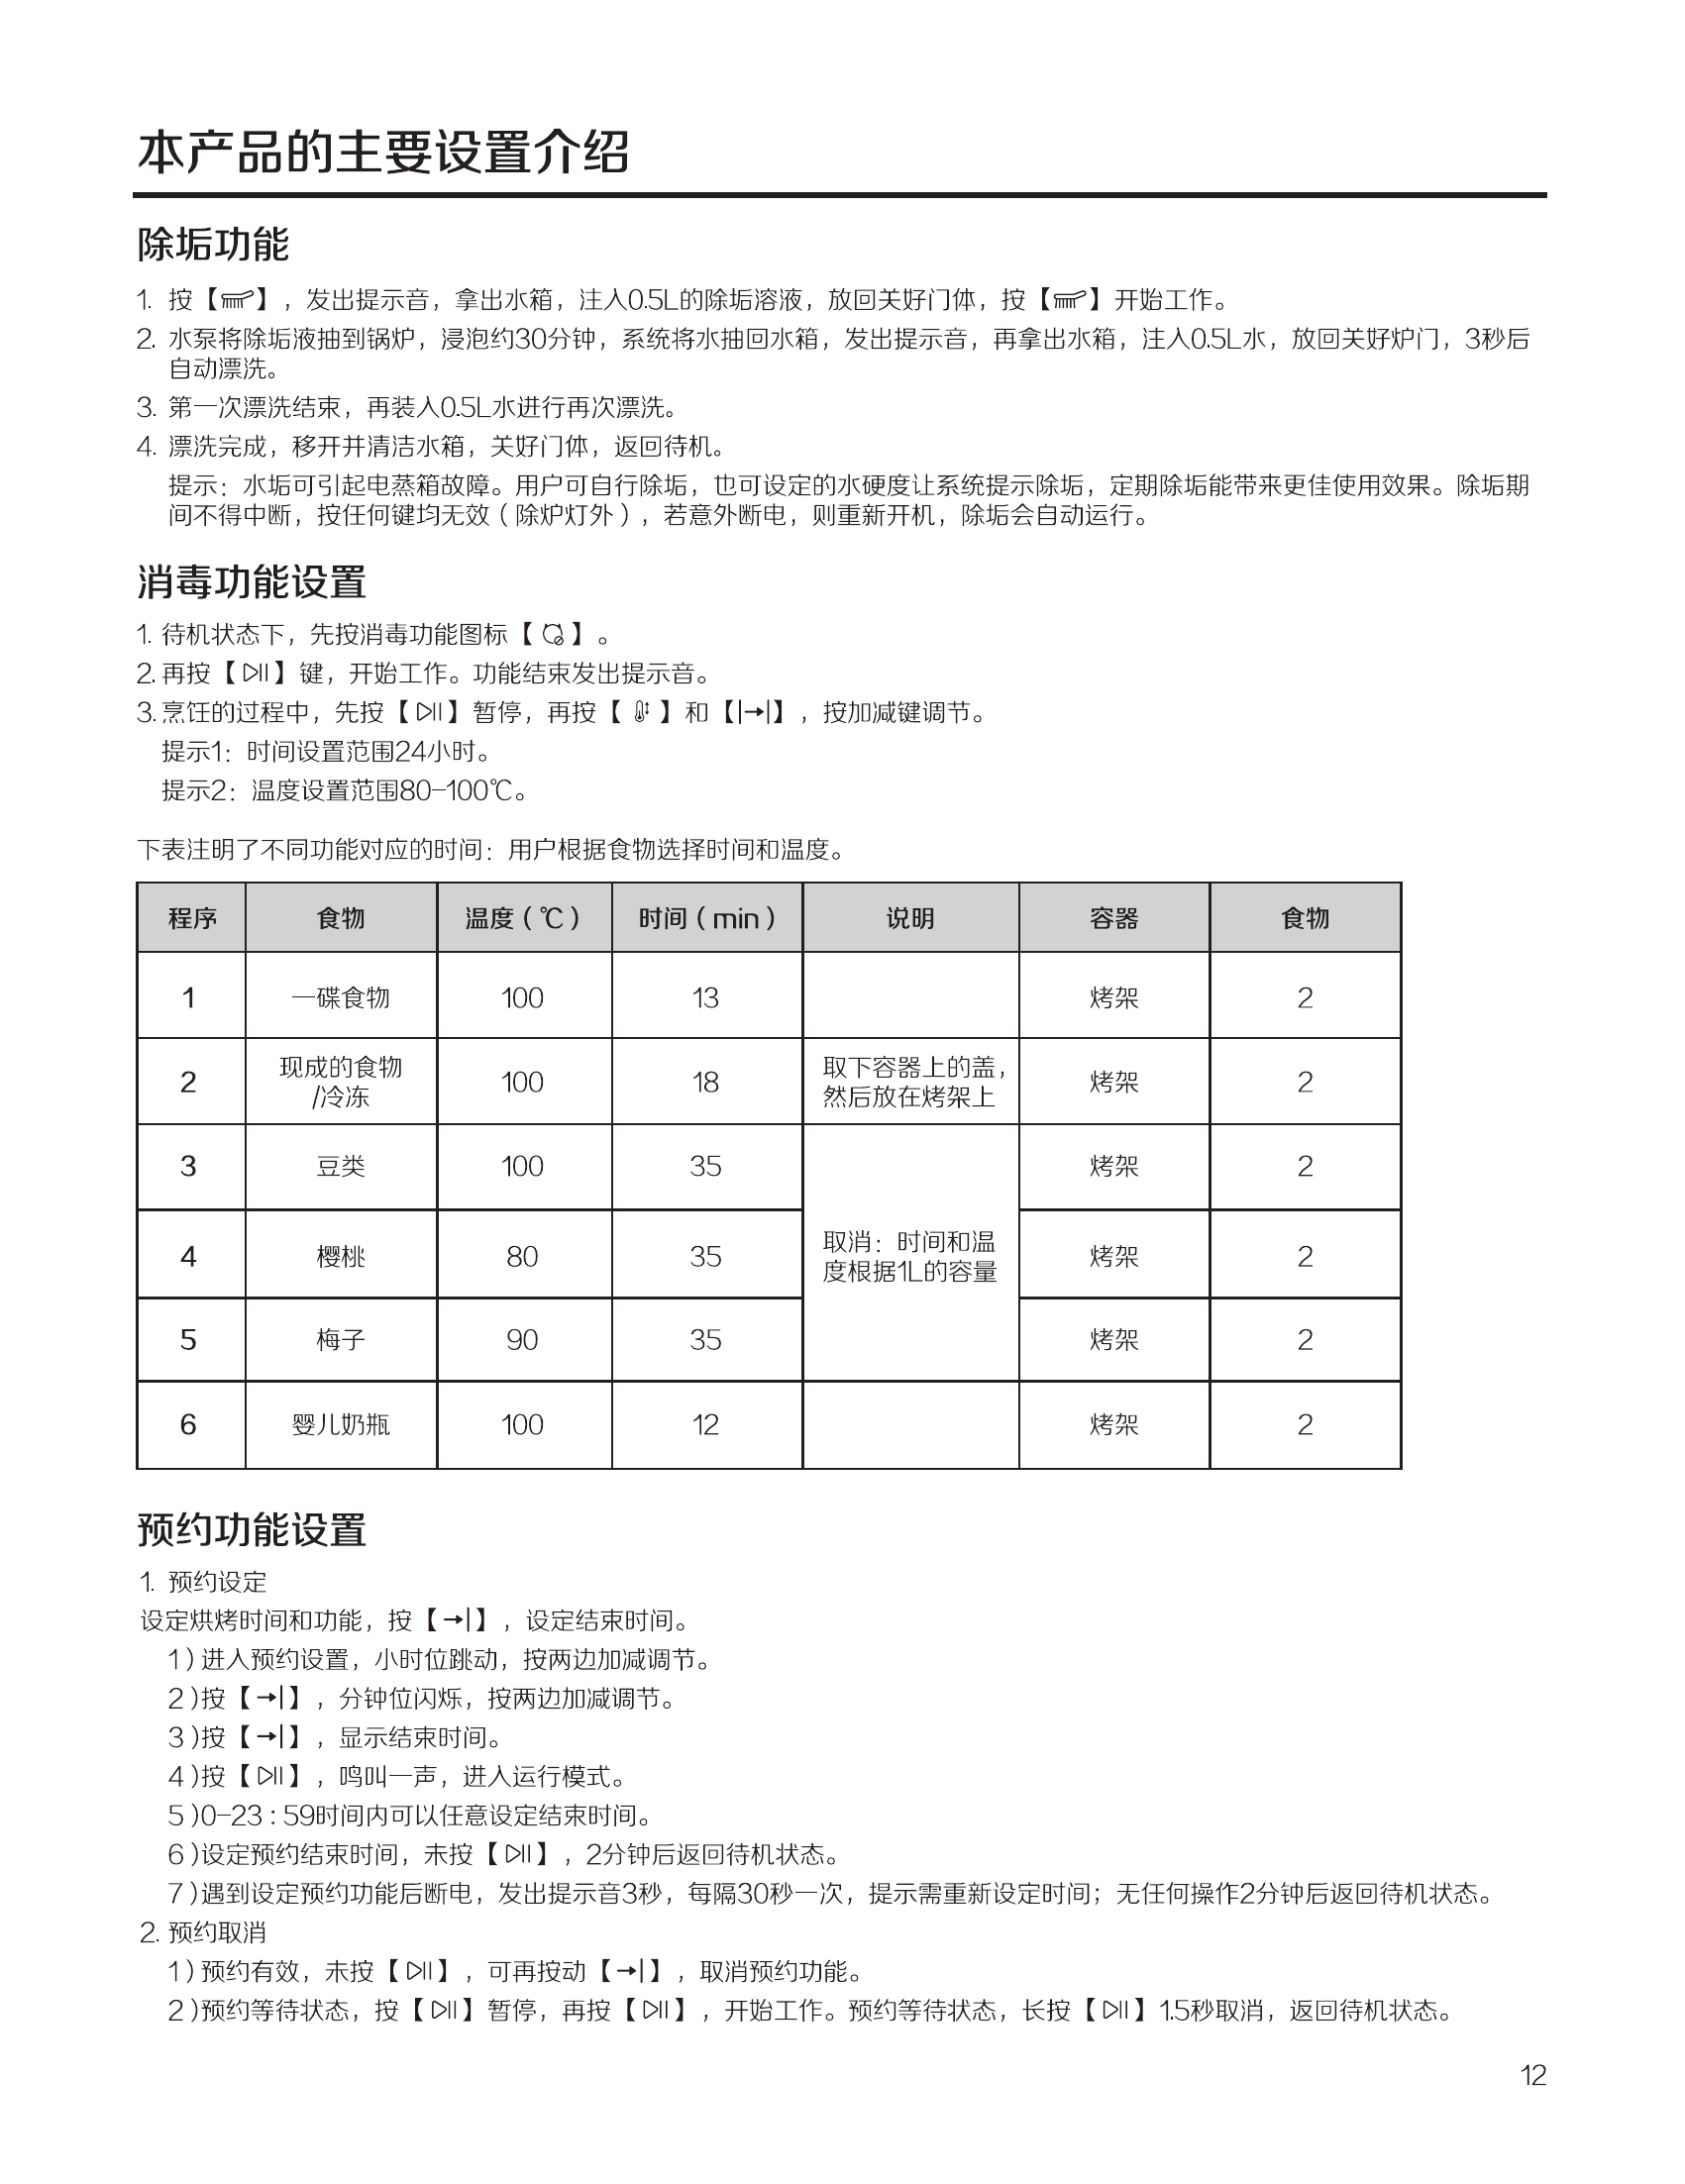 本产品的主要设置介绍
除垢功能
1. 按【】，发出提示音，拿出水箱，注入0.5L的除垢溶液，放回关好门体，按【】开始工作。
2. 水泵将除垢液抽到锅炉，浸泡约30分钟，系统将水抽回水箱，发出提示音，再拿出水箱，注入0.5L水，放回关好炉门，3秒后
自动漂洗。
3. 第一次漂洗结束，再装入0.5L水进行再次漂洗。
4. 漂洗完成，移开并清洁水箱，关好门体，返回待机。
提示：水垢可引起电蒸箱故障。用户可自行除垢，也可设定的水硬度让系统提示除垢，定期除垢能带来更佳使用效果。除垢期
间不得中断，按任何键均无效（除炉灯外），若意外断电，则重新开机，除垢会自动运行。
消毒功能设置
1. 待机状态下，先按消毒功能图标【】。
2. 再按【】键，开始工作。功能结束发出提示音。
3. 烹饪的过程中，先按【】暂停，再按【】和【】，按加减键调节。
提示1：时间设置范围24小时。
提示2：温度设置范围80-100℃。
下表注明了不同功能对应的时间：用户根据食物选择时间和温度。
程序 食物 温度（℃） 时间（min） 说明 容器 食物
1 一碟食物 100 13 烤架 2
2 现成的食物/冷冻 100 18 取下容器上的盖，然后放在烤架上 烤架 2
3 豆类 100 35 烤架 2
取消：时间和温度根据1L的容量
4 樱桃 80 35 烤架 2
5 梅子 90 35 烤架 2
6 婴儿奶瓶 100 12 烤架 2
预约功能设置
1. 预约设定
设定烘烤时间和功能，按【】，设定结束时间。
1）进入预约设置，小时位跳动，按两边加减调节。
2）按【】，分钟位闪烁，按两边加减调节。
3）按【】，显示结束时间。
4）按【】，鸣叫一声，进入运行模式。
5）0-23：59时间内可以任意设定结束时间。
6）设定预约结束时间，未按【】，2分钟后返回待机状态。
7）遇到设定预约功能后断电，发出提示音3秒，每隔30秒一次，提示需重新设定时间；无任何操作2分钟后返回待机状态。
2. 预约取消
1）预约有效，未按【】，可再按动【】，取消预约功能。
2）预约等待状态，按【】暂停，再按【】，开始工作。预约等待状态，长按【】1.5秒取消，返回待机状态。
12